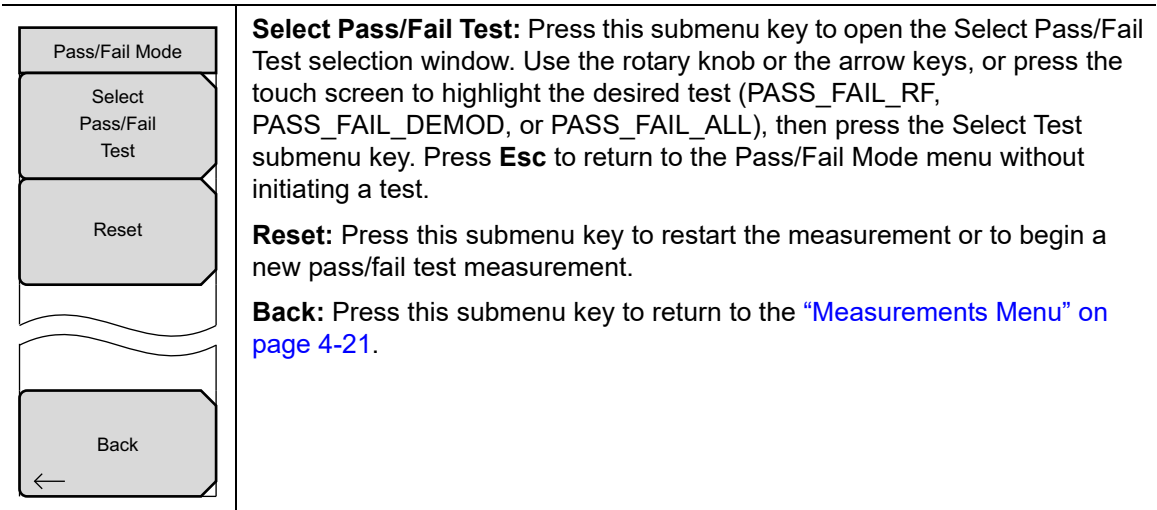 Pass/Fail Mode
Select
Pass/Fail
Test
Reset
Back
Select Pass/Fail Test: Press this submenu key to open the Select Pass/Fail
Test selection window. Use the rotary knob or the arrow keys, or press the
touch screen to highlight the desired test (PASS_FAIL_RF,
PASS_FAIL_DEMOD, or PASS_FAIL_ALL), then press the Select Test
submenu key. Press Esc to return to the Pass/Fail Mode menu without
initiating a test.
Reset: Press this submenu key to restart the measurement or to begin a
new pass/fail test measurement.
Back: Press this submenu key to return to the “Measurements Menu” on
page 4-21.